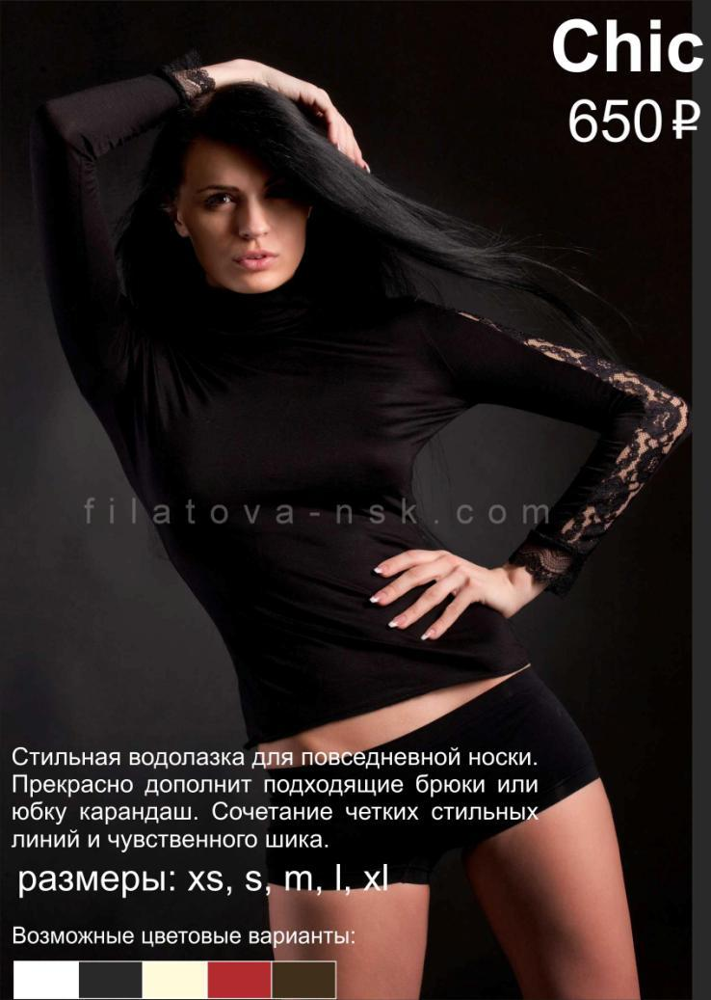 Chic
650₽
filatova-nsk.com
Стильная водолазка для повседневной носки.
Прекрасно дополнит подходящие брюки или
юбку карандаш. Сочетание четких стильных
линий и чувственного шика.
размеры: xs, s, m, l, xl
Возможные цветовые варианты: